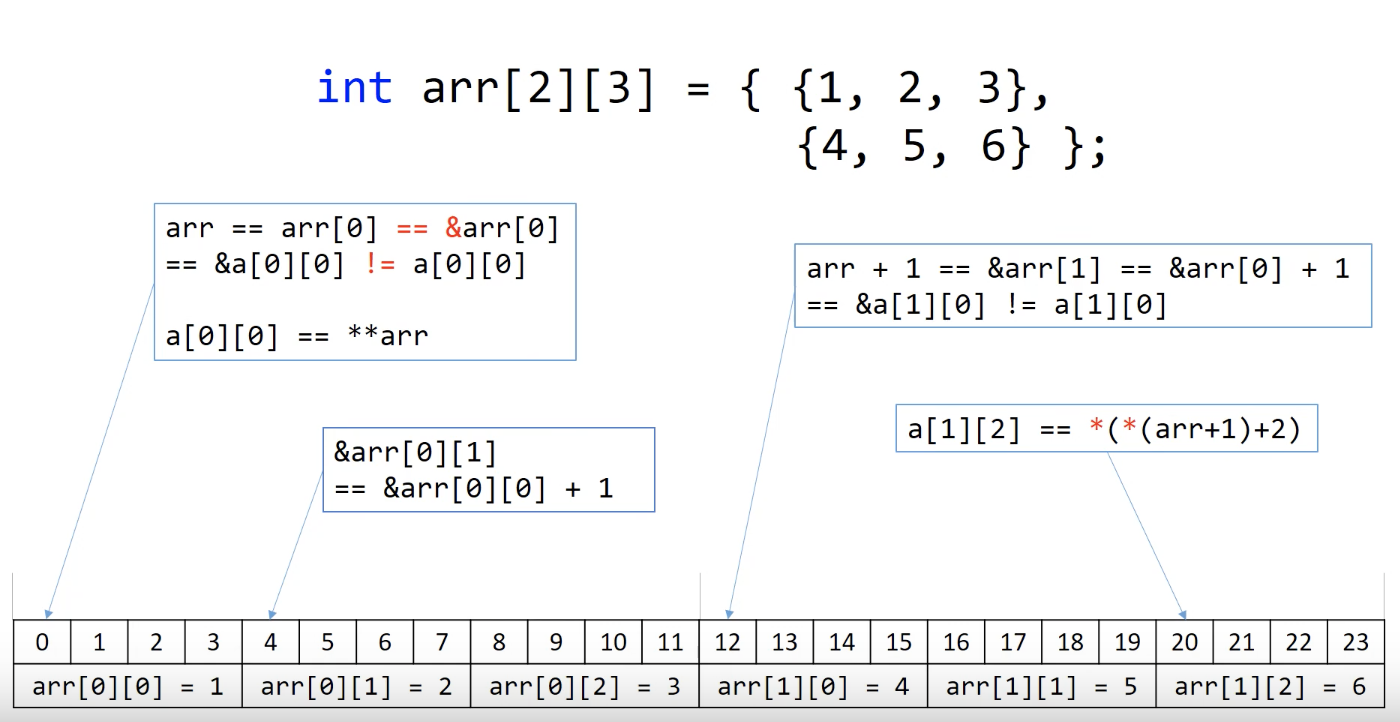 int arr[2][3] = { {1, 2, 3},
{4, 5, 6} };
arr == arr[0] == &arr[0]
== &a[0][0] != a[0][0]
a[0][0] == **arr
arr + 1 == &arr[1] == &arr[0] + 1
== &a[1][0] != a[1][0]
&arr[0][1]
== &arr[0][0] + 1
a[1][2] == *(*(arr+1)+2)
0 1 2 3 4 5 6 7 8 9 10 11 12 13 14 15 16 17 18 19 20 21 22 23
arr[0][0] = 1 arr[0][1] = 2 arr[0][2] = 3 arr[1][0] = 4 arr[1][1] = 5 arr[1][2] = 6